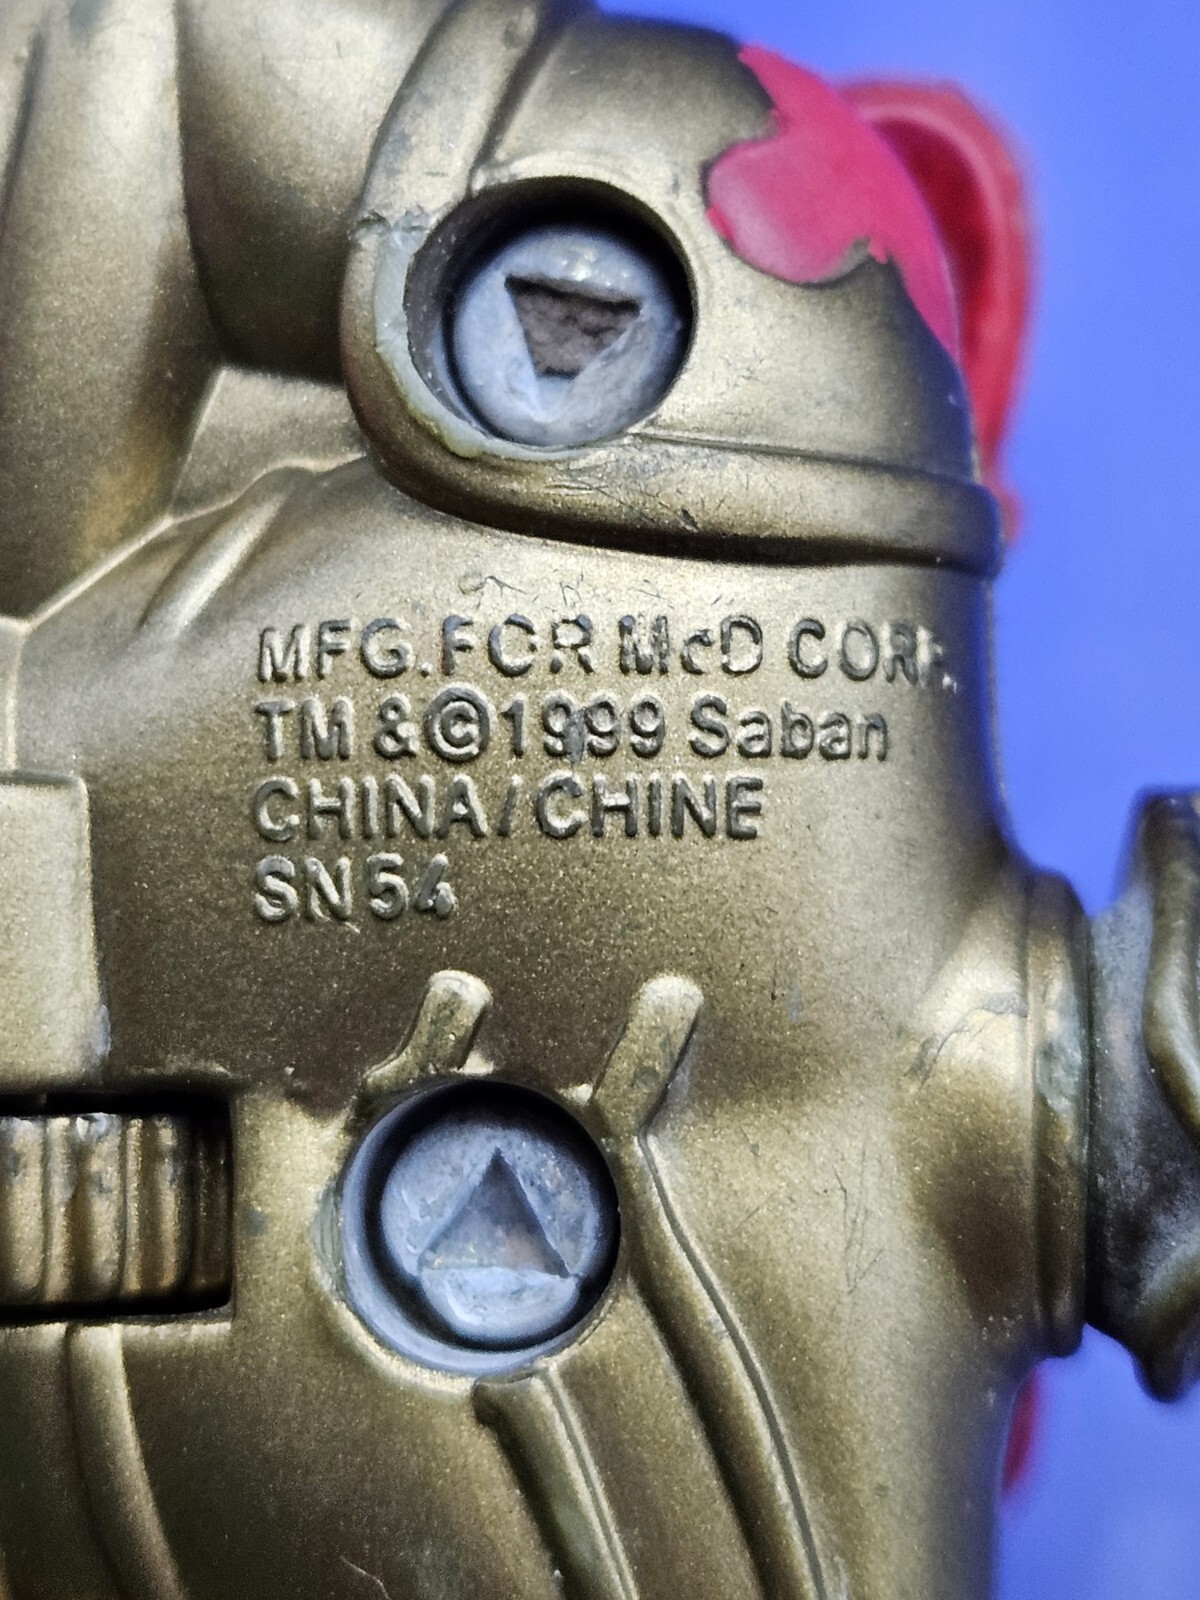 MFG.FOR McD CORP.
TM &©1999 Saban
CHINA/CHINE
SN54